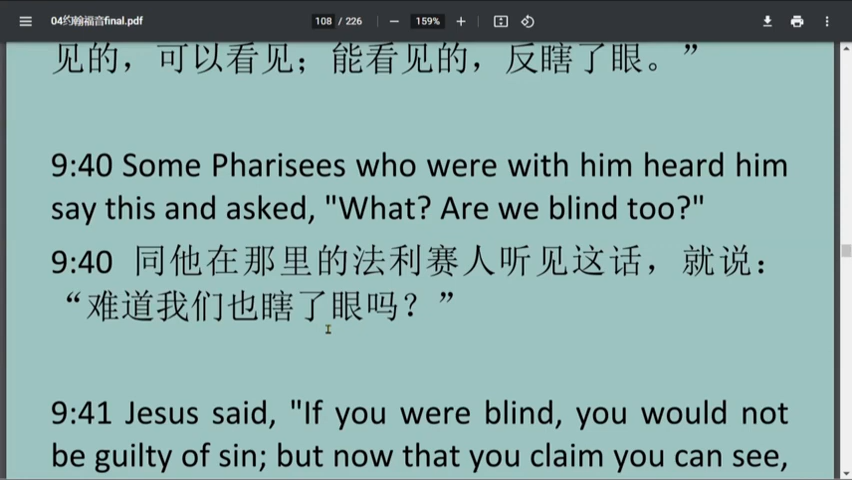 04约翰福音final.pdf
108 / 226
159%
见的，可以看见；能看见的，反瞎了眼。”
9:40 Some Pharisees who were with him heard him
say this and asked, "What? Are we blind too?"
9:40 同他在那里的法利赛人听见这话，就说：
“难道我们也瞎了眼吗？”
9:41 Jesus said, "If you were blind, you would not
be guilty of sin; but now that you claim you can see,